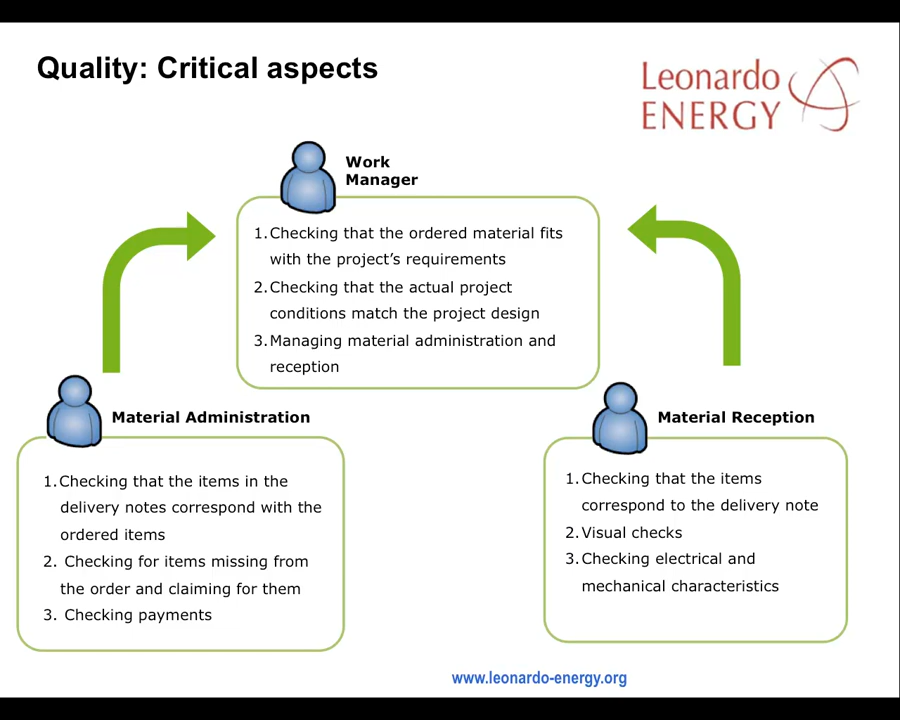 Quality: Critical aspects
Leonardo
ENERGY
Work
Manager
1. Checking that the ordered material fits
with the project’s requirements
2. Checking that the actual project
conditions match the project design
3. Managing material administration and
reception
Material Administration
1. Checking that the items in the
delivery notes correspond with the
ordered items
2. Checking for items missing from
the order and claiming for them
3. Checking payments
Material Reception
1. Checking that the items
correspond to the delivery note
2. Visual checks
3. Checking electrical and
mechanical characteristics
www.leonardo-energy.org